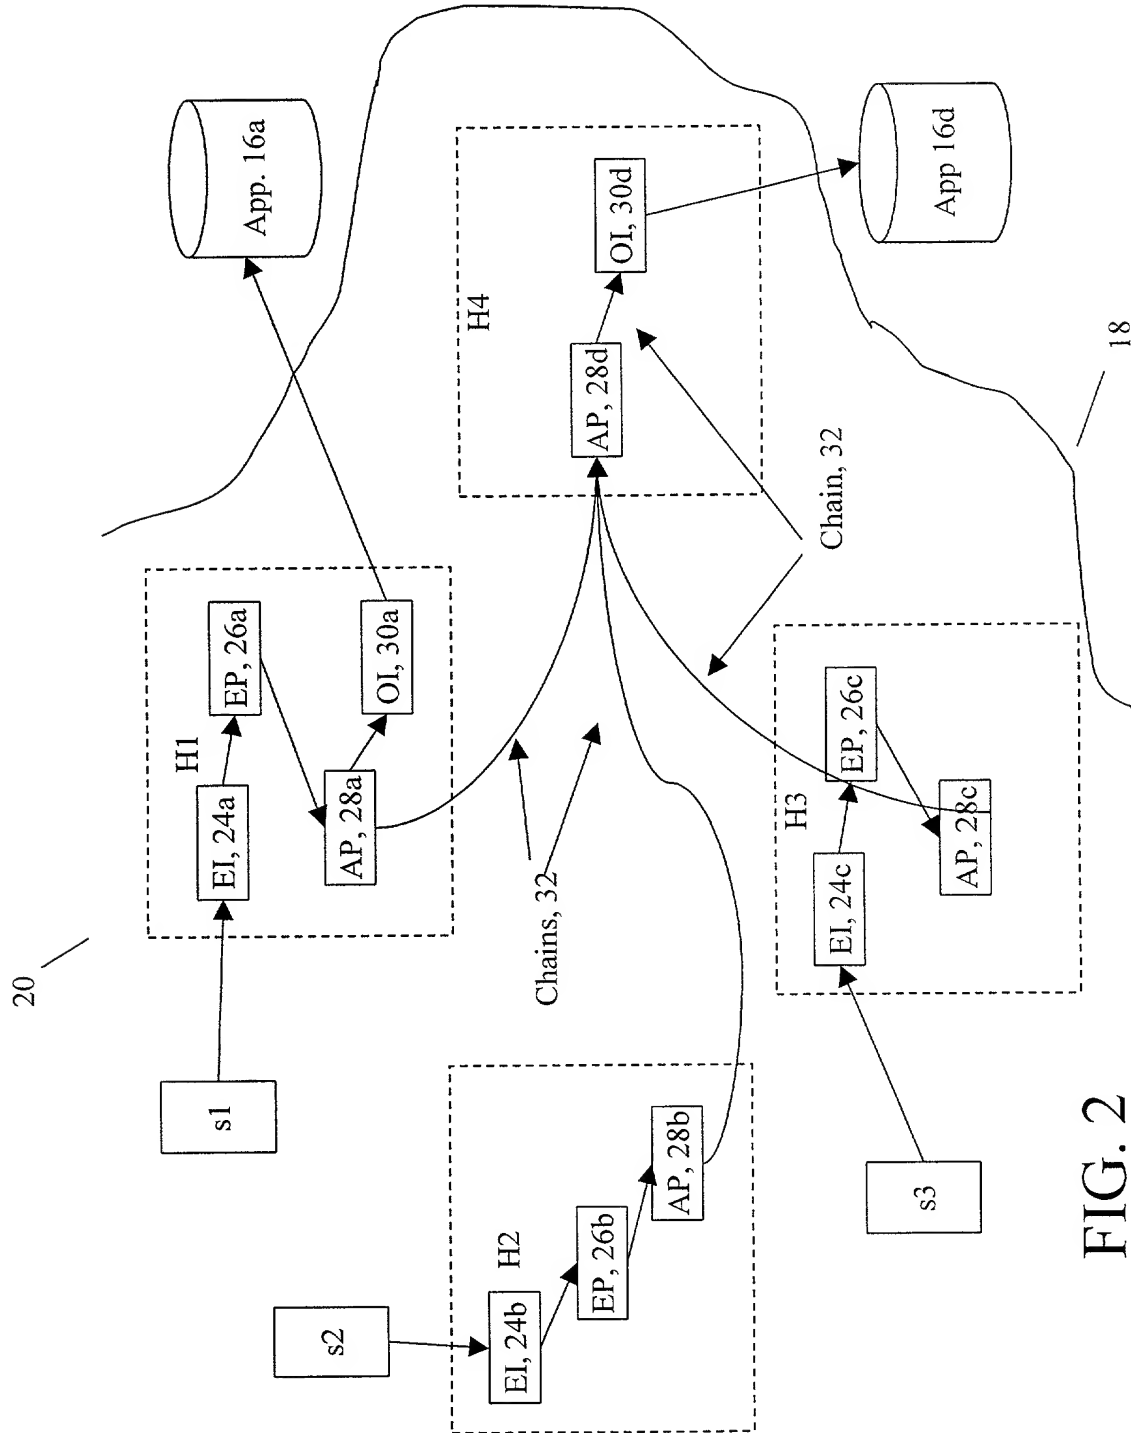 20
s1
H1
EI, 24a
EP, 26a
AP, 28a
OI, 30a
App. 16a
s2
H2
EI, 24b
EP, 26b
AP, 28b
Chains, 32
H4
AP, 28d
OI, 30d
Chain, 32
s3
H3
EI, 24c
EP, 26c
AP, 28c
App 16d
18
FIG. 2